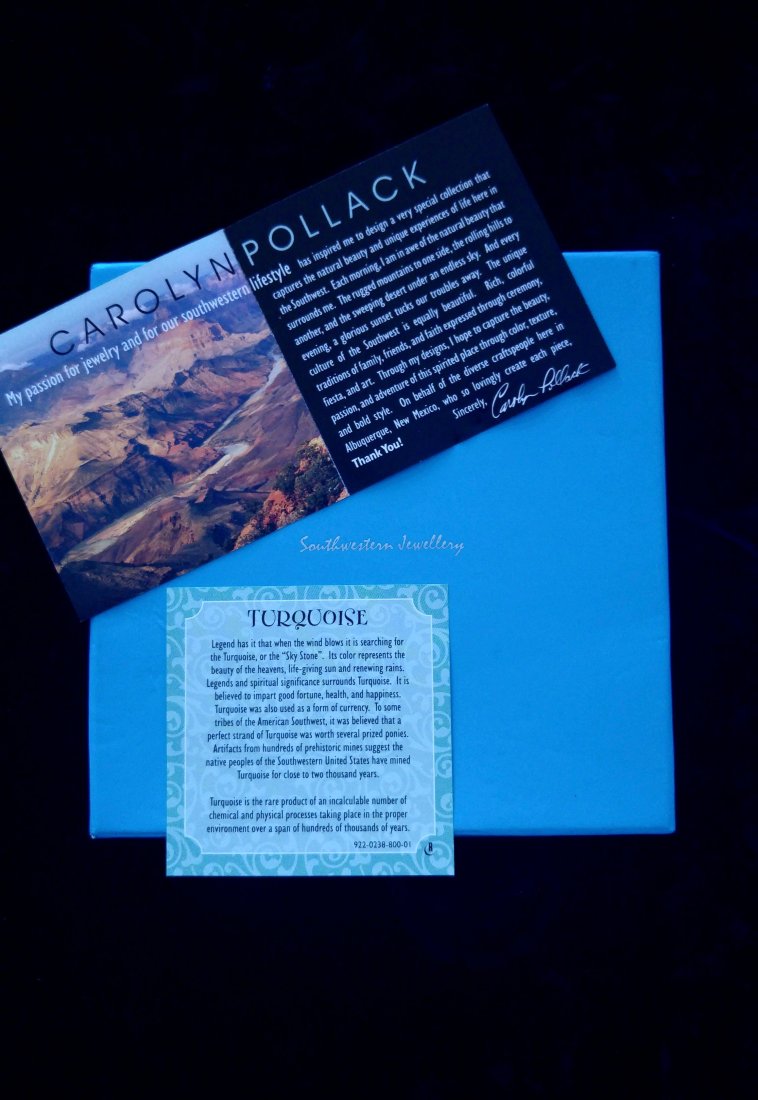 CAROLYN POLLACK
My passion for jewelry and for our southwestern lifestyle has inspired me to design a very special collection that
captures the natural beauty and unique experiences of life here in
the Southwest. Each morning, I am in awe of the natural beauty that
surrounds me. The rugged mountains to one side, the rolling hills to
another, and the sweeping desert under an endless sky. And every
evening, a glorious sunset tucks our troubles away. The unique
culture of the Southwest is equally beautiful. Rich, colorful
traditions of family, friends, and faith expressed through ceremony,
fiesta, and art. Through my designs, I hope to capture the beauty,
passion, and adventure of this spirited place through color, texture,
and bold style. On behalf of the diverse craftspeople here in
Albuquerque, New Mexico, who so lovingly create each piece,
Thank You!
Sincerely, Carolyn Pollack
Southwestern Jewellery
TURQUOISE
Legend has it that when the wind blows it is searching for
the Turquoise, or the "Sky Stone". Its color represents the
beauty of the heavens, life-giving sun and renewing rains.
Legends and spiritual significance surrounds Turquoise. It is
believed to impart good fortune, health, and happiness.
Turquoise was also used as a form of currency. To some
tribes of the American Southwest, it was believed that a
perfect strand of Turquoise was worth several prized ponies.
Artifacts from hundreds of prehistoric mines suggest the
native peoples of the Southwestern United States have mined
Turquoise for close to two thousand years.
Turquoise is the rare product of an incalculable number of
chemical and physical processes taking place in the proper
environment over a span of hundreds of thousands of years.
922-0238-800-01